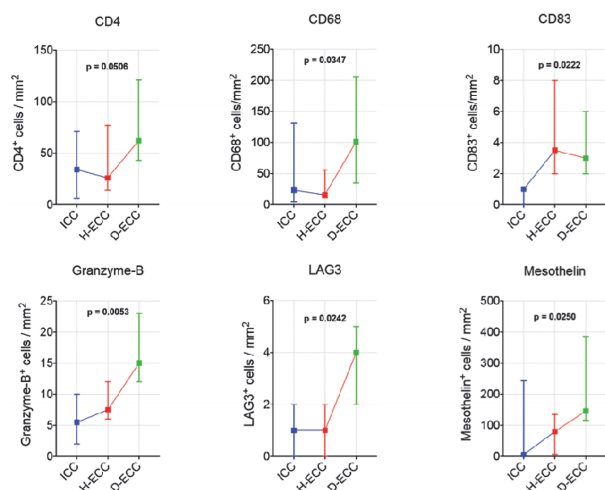 CD4
CD68
CD83
150
100
50
0
CD4⁺ cells / mm²
p = 0.0506
ICC
H-ECC
D-ECC
250
200
150
100
50
0
CD68⁺ cells/mm²
p = 0.0347
ICC
H-ECC
D-ECC
10
8
6
4
2
0
CD83⁺ cells/mm²
p = 0.0222
ICC
H-ECC
D-ECC
Granzyme-B
LAG3
Mesothelin
25
20
15
10
5
0
Granzyme-B⁺ cells / mm²
p = 0.0053
ICC
H-ECC
D-ECC
6
4
2
0
LAG3⁺ cells / mm²
p = 0.0242
ICC
H-ECC
D-ECC
500
400
300
200
100
0
Mesothelin⁺ cells / mm²
p = 0.0250
ICC
H-ECC
D-ECC